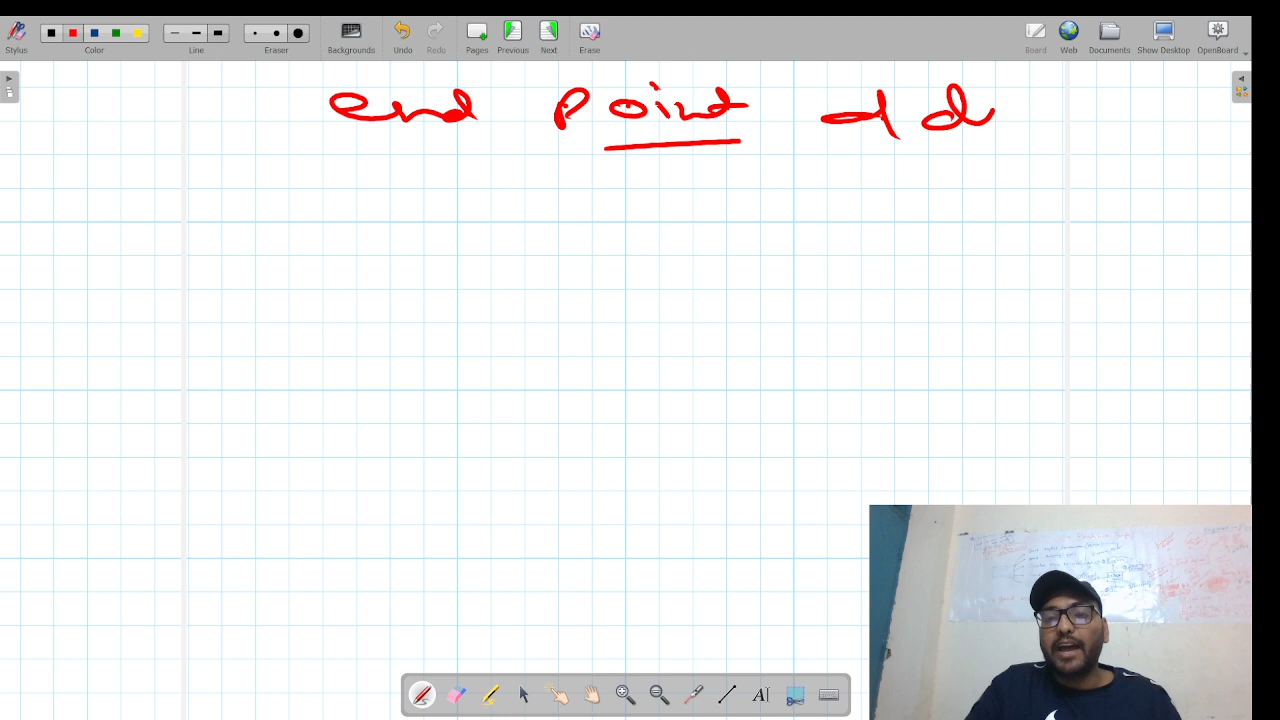 Stylus Color Line Eraser Backgrounds Undo Redo Pages Previous Next Erase Board Web Documents Show Desktop OpenBoard
end point